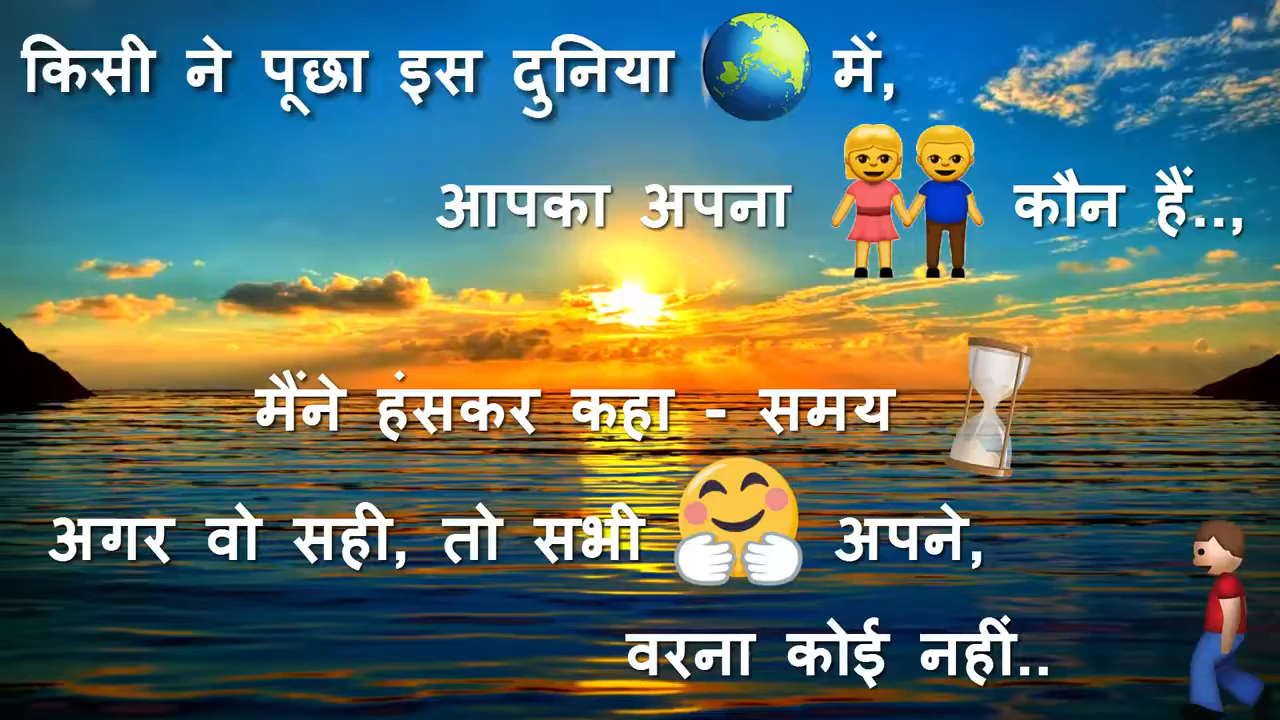 किसी ने पूछा इस दुनिया 🌏 में,
आपका अपना 👫 कौन हैं..,
मैंने हंसकर कहा - समय ⏳
अगर वो सही, तो सभी 🤗 अपने,
वरना कोई नहीं..